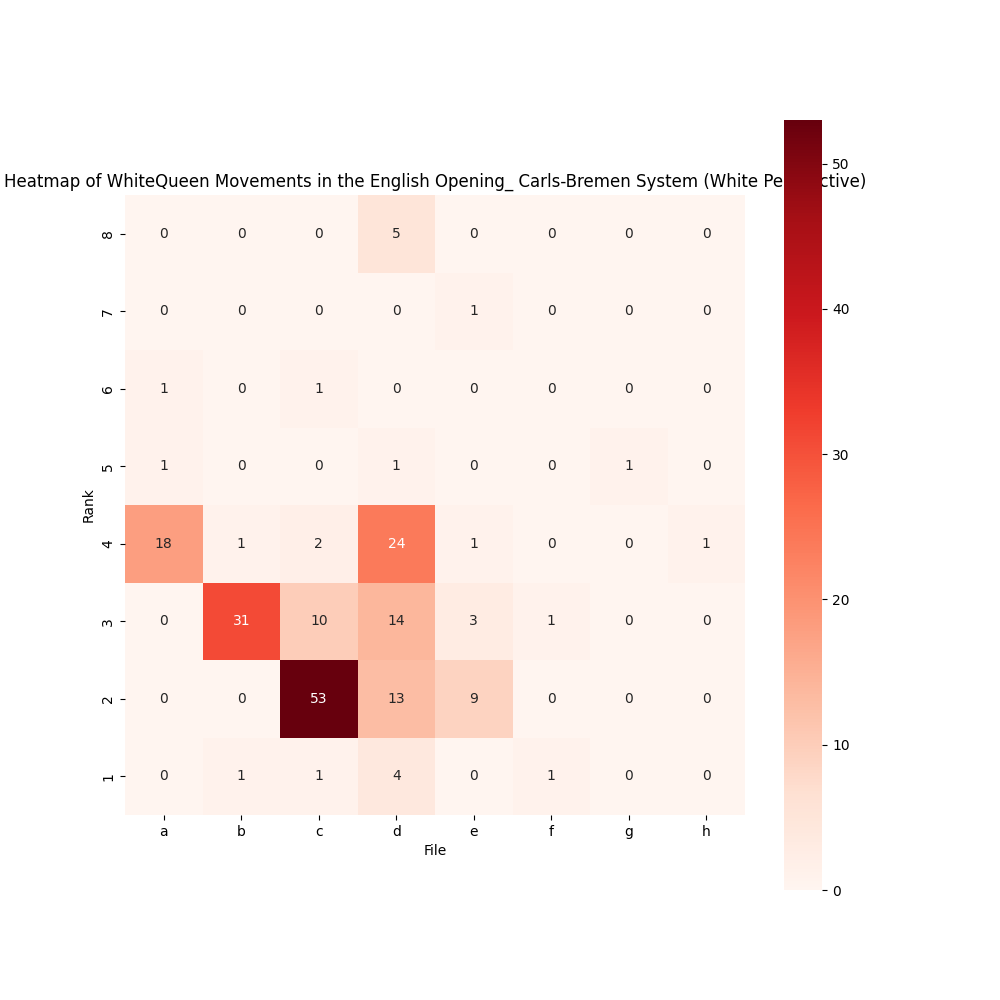 Heatmap of WhiteQueen Movements in the English Opening_ Carls-Bremen System (White Pe ctive)
8 0 0 0 5 0 0 0 0
7 0 0 0 0 1 0 0 0
6 1 0 1 0 0 0 0 0
5 1 0 0 1 0 0 1 0
Rank
4 18 1 2 24 1 0 0 1
3 0 31 10 14 3 1 0 0
2 0 0 53 13 9 0 0 0
1 0 1 1 4 0 1 0 0
a b c d e f g h
File
50
40
30
20
10
0